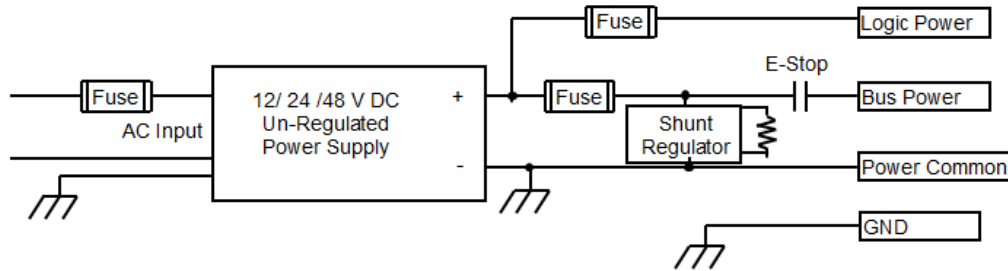 Fuse
Logic Power
E-Stop
Fuse
12/ 24 /48 V DC
Un-Regulated
Power Supply
+
-
Fuse
Bus Power
AC Input
Shunt
Regulator
Power Common
GND